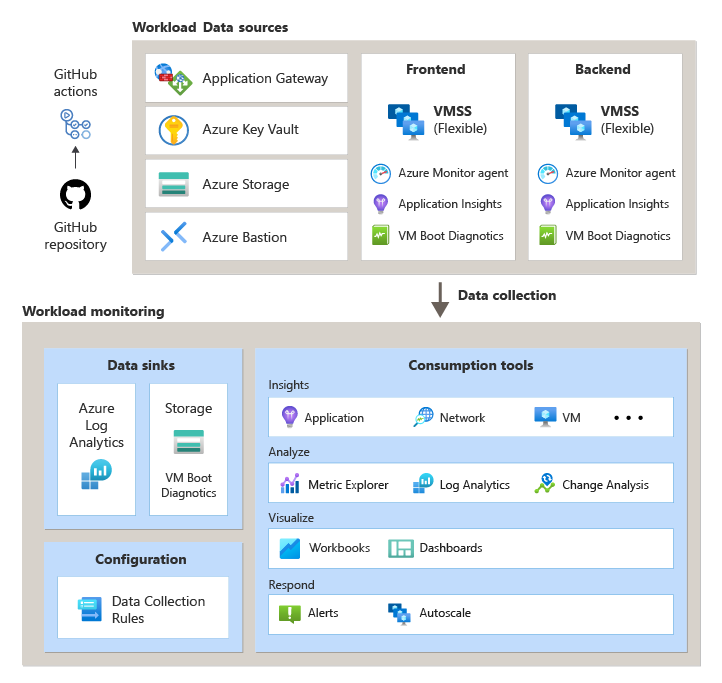 Workload Data sources
GitHub
actions
GitHub
repository
Application Gateway
Azure Key Vault
Azure Storage
Azure Bastion
Frontend
VMSS
(Flexible)
Azure Monitor agent
Application Insights
VM Boot Diagnostics
Backend
VMSS
(Flexible)
Azure Monitor agent
Application Insights
VM Boot Diagnostics
Data collection
Workload monitoring
Data sinks
Azure
Log
Analytics
Storage
VM Boot
Diagnostics
Configuration
Data Collection
Rules
Consumption tools
Insights
Application
Network
VM
• • •
Analyze
Metric Explorer
Log Analytics
Change Analysis
Visualize
Workbooks
Dashboards
Respond
Alerts
Autoscale